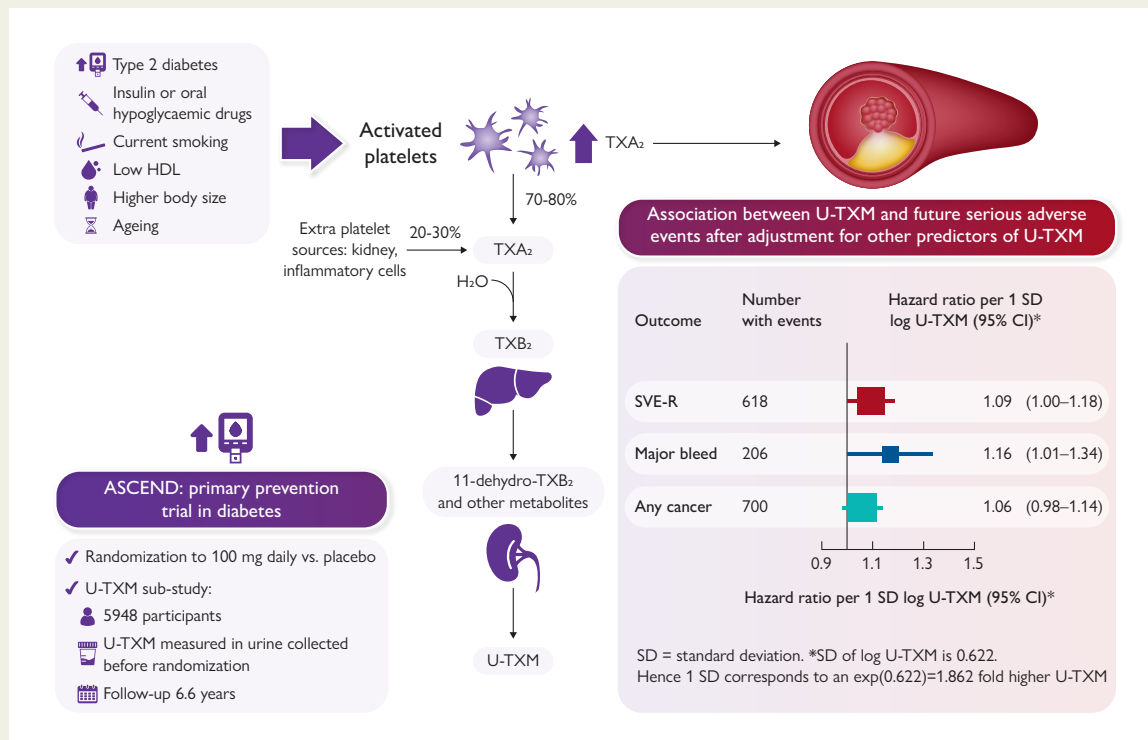 Type 2 diabetes
Insulin or oral
hypoglycaemic drugs
Current smoking
Low HDL
Higher body size
Ageing
Activated
platelets
TXA₂
70-80%
Extra platelet
sources: kidney,
inflammatory cells
20-30%
TXA₂
H₂O
TXB₂
11-dehydro-TXB₂
and other metabolites
U-TXM
ASCEND: primary prevention
trial in diabetes
Randomization to 100 mg daily vs. placebo
U-TXM sub-study:
5948 participants
U-TXM measured in urine collected
before randomization
Follow-up 6.6 years
Association between U-TXM and future serious adverse
events after adjustment for other predictors of U-TXM
Outcome
Number
with events
Hazard ratio per 1 SD
log U-TXM (95% CI)*
SVE-R 618 1.09 (1.00–1.18)
Major bleed 206 1.16 (1.01–1.34)
Any cancer 700 1.06 (0.98–1.14)
0.9 1.1 1.3 1.5
Hazard ratio per 1 SD log U-TXM (95% CI)*
SD = standard deviation. *SD of log U-TXM is 0.622.
Hence 1 SD corresponds to an exp(0.622)=1.862 fold higher U-TXM